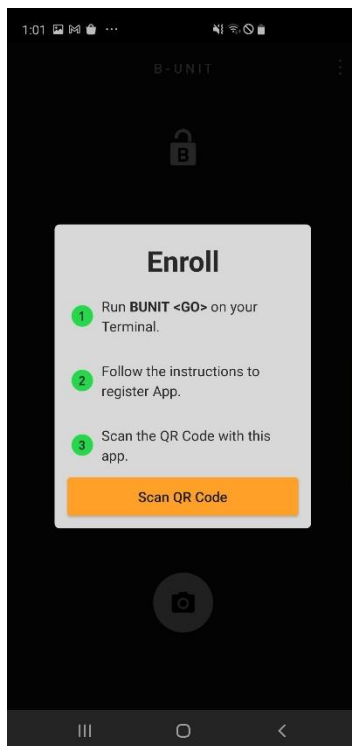 1:01
B-UNIT
B
Enroll
1 Run BUNIT <GO> on your
Terminal.
2 Follow the instructions to
register App.
3 Scan the QR Code with this
app.
Scan QR Code